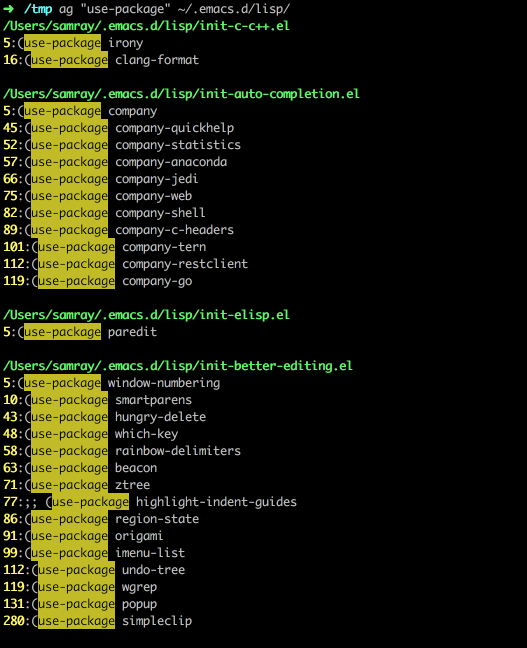 ➜ /tmp ag "use-package" ~/.emacs.d/lisp/
/Users/samray/.emacs.d/lisp/init-c-c++.el
5:(use-package irony
16:(use-package clang-format
/Users/samray/.emacs.d/lisp/init-auto-completion.el
5:(use-package company
45:(use-package company-quickhelp
52:(use-package company-statistics
57:(use-package company-anaconda
66:(use-package company-jedi
75:(use-package company-web
82:(use-package company-shell
89:(use-package company-c-headers
101:(use-package company-tern
112:(use-package company-restclient
119:(use-package company-go
/Users/samray/.emacs.d/lisp/init-elisp.el
5:(use-package paredit
/Users/samray/.emacs.d/lisp/init-better-editing.el
5:(use-package window-numbering
10:(use-package smartparens
43:(use-package hungry-delete
48:(use-package which-key
58:(use-package rainbow-delimiters
63:(use-package beacon
71:(use-package ztree
77:;; (use-package highlight-indent-guides
86:(use-package region-state
91:(use-package origami
99:(use-package imenu-list
112:(use-package undo-tree
119:(use-package wgrep
131:(use-package popup
280:(use-package simpleclip